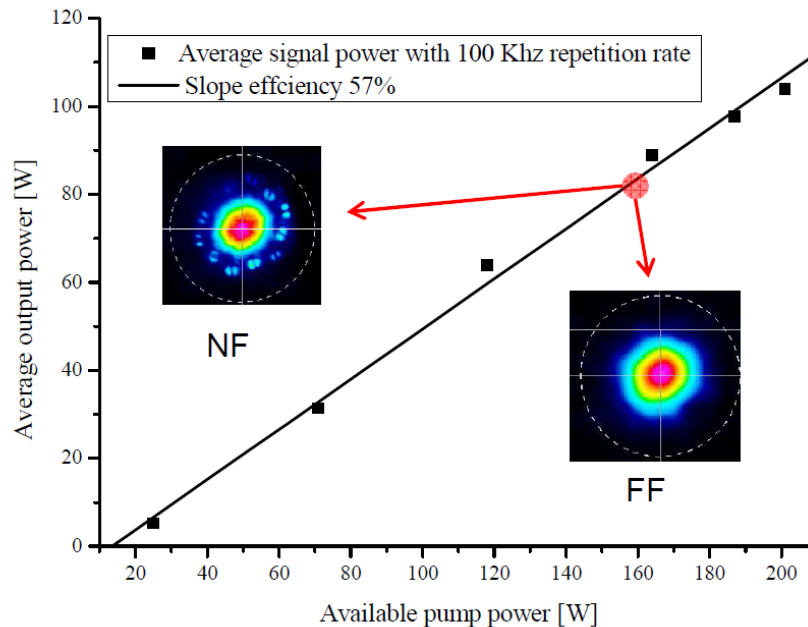 120
Average signal power with 100 Khz repetition rate
Slope effciency 57%
100
80
60
40
20
0
NF
FF
20 40 60 80 100 120 140 160 180 200
Average output power [W]
Available pump power [W]